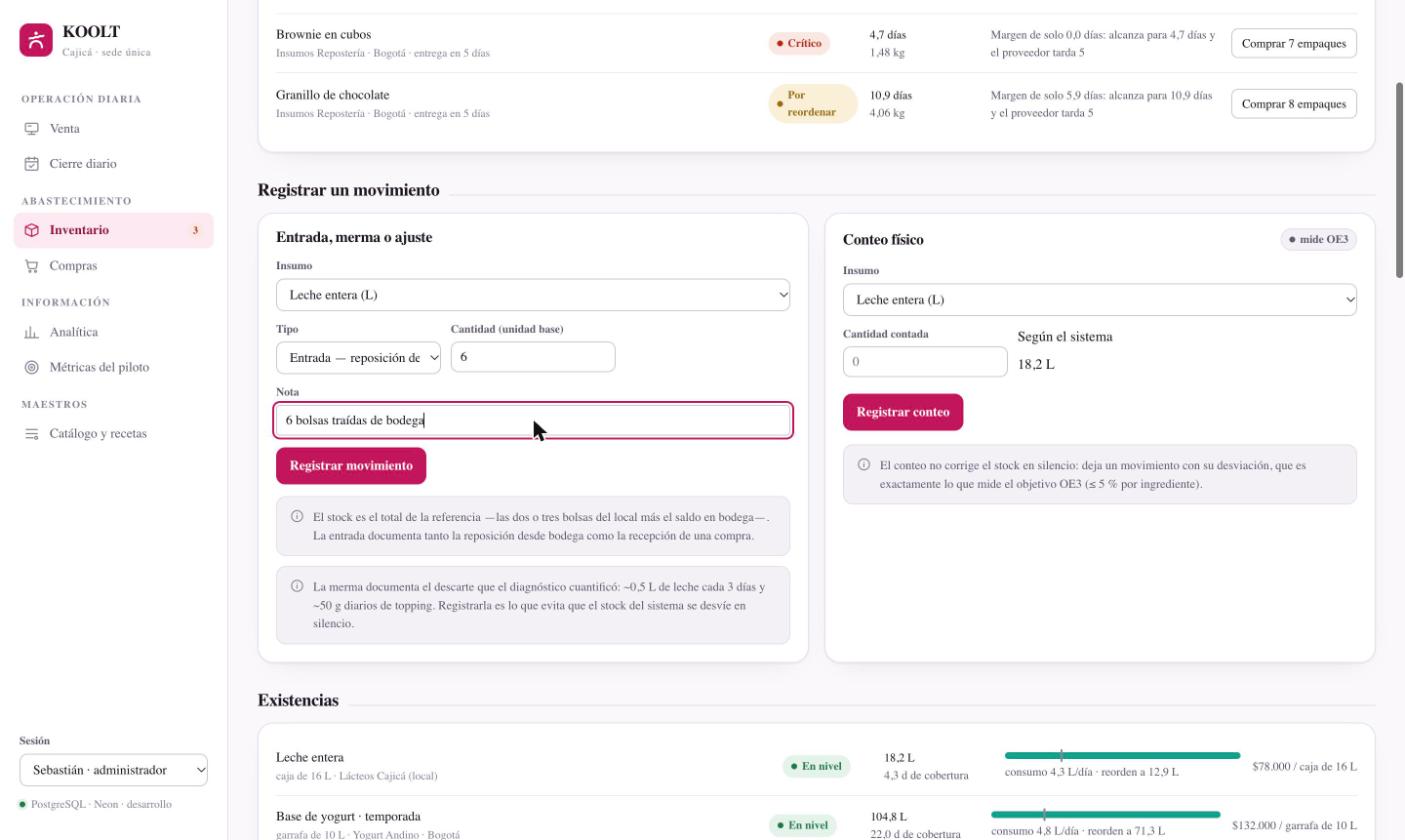 KOOLT
Cajicá · sede única
OPERACIÓN DIARIA
Venta
Cierre diario
ABASTECIMIENTO
Inventario 3
Compras
INFORMACIÓN
Analítica
Métricas del piloto
MAESTROS
Catálogo y recetas
Sesión
Sebastián · administrador
PostgreSQL · Neon · desarrollo
Brownie en cubos
Insumos Repostería · Bogotá · entrega en 5 días
Crítico
4,7 días
1,48 kg
Margen de solo 0,0 días: alcanza para 4,7 días y
el proveedor tarda 5
Comprar 7 empaques
Granillo de chocolate
Insumos Repostería · Bogotá · entrega en 5 días
Por
reordenar
10,9 días
4,06 kg
Margen de solo 5,9 días: alcanza para 10,9 días
y el proveedor tarda 5
Comprar 8 empaques
Registrar un movimiento
Entrada, merma o ajuste
Insumo
Leche entera (L)
Tipo
Entrada — reposición de
Cantidad (unidad base)
6
Nota
6 bolsas traídas de bodega
Registrar movimiento
El stock es el total de la referencia —las dos o tres bolsas del local más el saldo en bodega—.
La entrada documenta tanto la reposición desde bodega como la recepción de una compra.
La merma documenta el descarte que el diagnóstico cuantificó: ~0,5 L de leche cada 3 días y
~50 g diarios de topping. Registrarla es lo que evita que el stock del sistema se desvíe en
silencio.
Conteo físico
mide OE3
Insumo
Leche entera (L)
Cantidad contada
0
Según el sistema
18,2 L
Registrar conteo
El conteo no corrige el stock en silencio: deja un movimiento con su desviación, que es
exactamente lo que mide el objetivo OE3 (≤ 5 % por ingrediente).
Existencias
Leche entera
caja de 16 L · Lácteos Cajicá (local)
En nivel
18,2 L
4,3 d de cobertura
consumo 4,3 L/día · reorden a 12,9 L
$78.000 / caja de 16 L
Base de yogurt · temporada
garrafa de 10 L · Yogurt Andino · Bogotá
En nivel
104,8 L
22,0 d de cobertura
consumo 4,8 L/día · reorden a 71,3 L
$132.000 / garrafa de 10 L